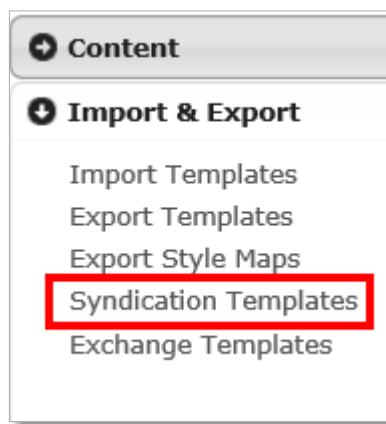 Content
Import & Export
Import Templates
Export Templates
Export Style Maps
Syndication Templates
Exchange Templates